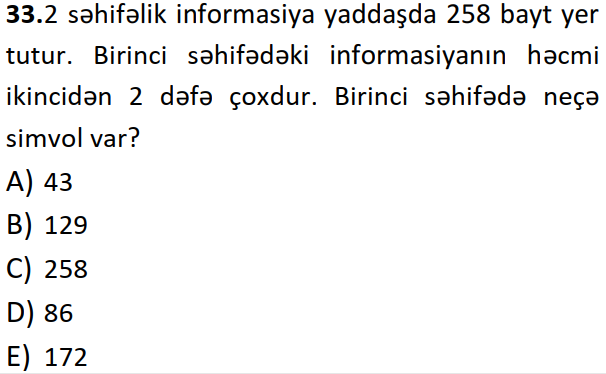 33.2 səhifəlik informasiya yaddaşda 258 bayt yer
tutur. Birinci səhifədəki informasiyanın həcmi
ikincidən 2 dəfə çoxdur. Birinci səhifədə neçə
simvol var?
A) 43
B) 129
C) 258
D) 86
E) 172